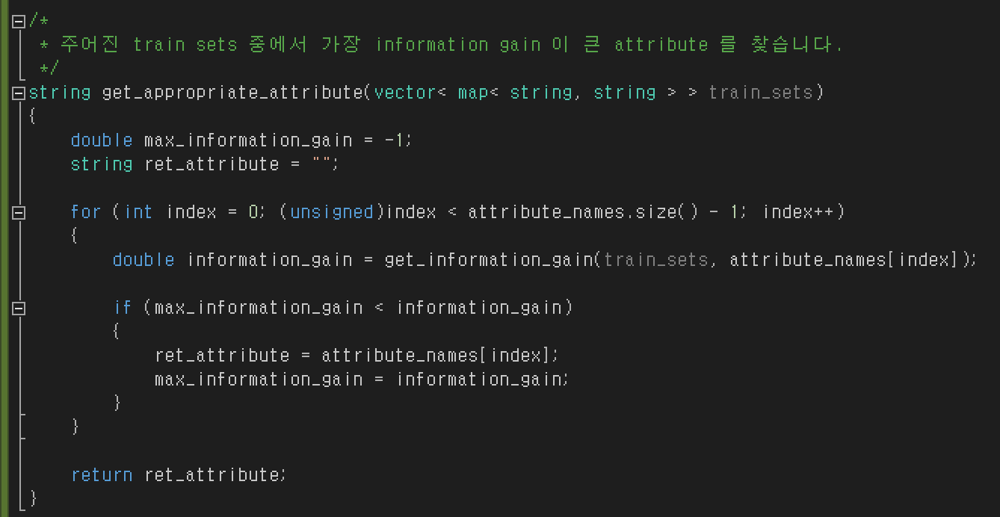 /*
* 주어진 train sets 중에서 가장 information gain 이 큰 attribute 를 찾습니다.
*/
string get_appropriate_attribute(vector< map< string, string > > train_sets)
{
double max_information_gain = -1;
string ret_attribute = "";
for (int index = 0; (unsigned)index < attribute_names.size() - 1; index++)
{
double information_gain = get_information_gain(train_sets, attribute_names[index]);
if (max_information_gain < information_gain)
{
ret_attribute = attribute_names[index];
max_information_gain = information_gain;
}
}
return ret_attribute;
}